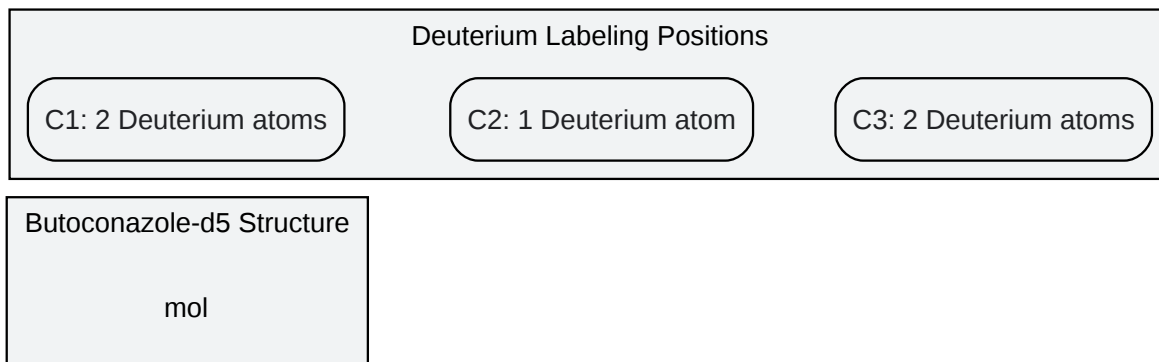 Deuterium Labeling Positions
C1: 2 Deuterium atoms
C2: 1 Deuterium atom
C3: 2 Deuterium atoms
Butoconazole-d5 Structure
mol